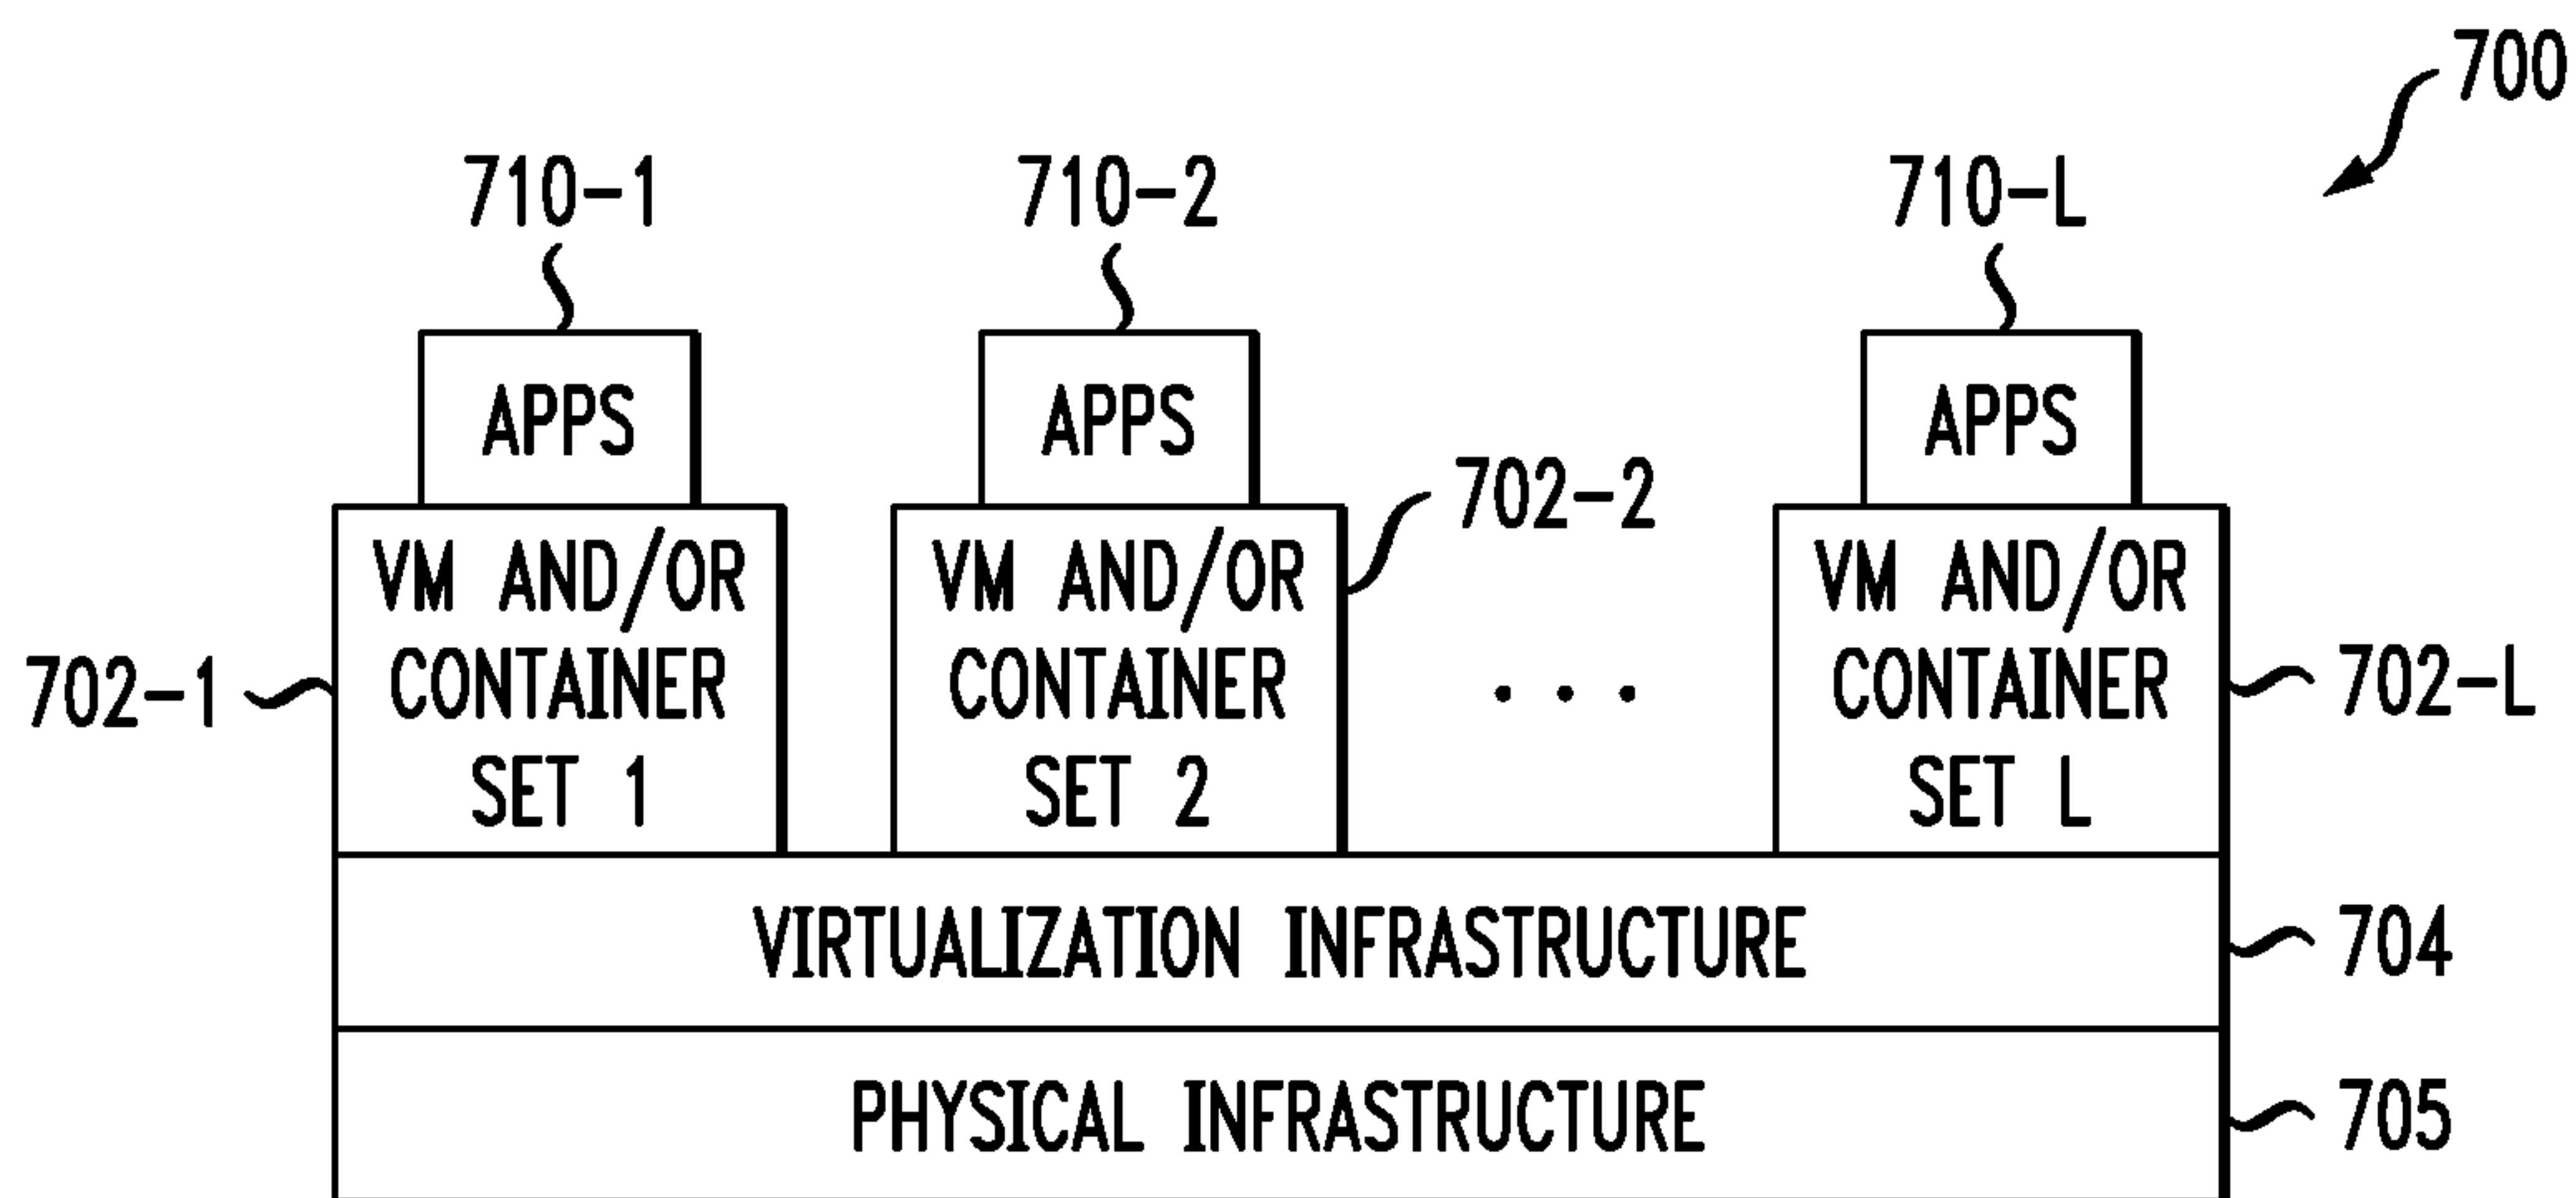 700
710-1 710-2 710-L
APPS APPS APPS
702-2
VM AND/OR VM AND/OR VM AND/OR
702-1 CONTAINER CONTAINER . . . CONTAINER 702-L
SET 1 SET 2 SET L
VIRTUALIZATION INFRASTRUCTURE 704
PHYSICAL INFRASTRUCTURE 705